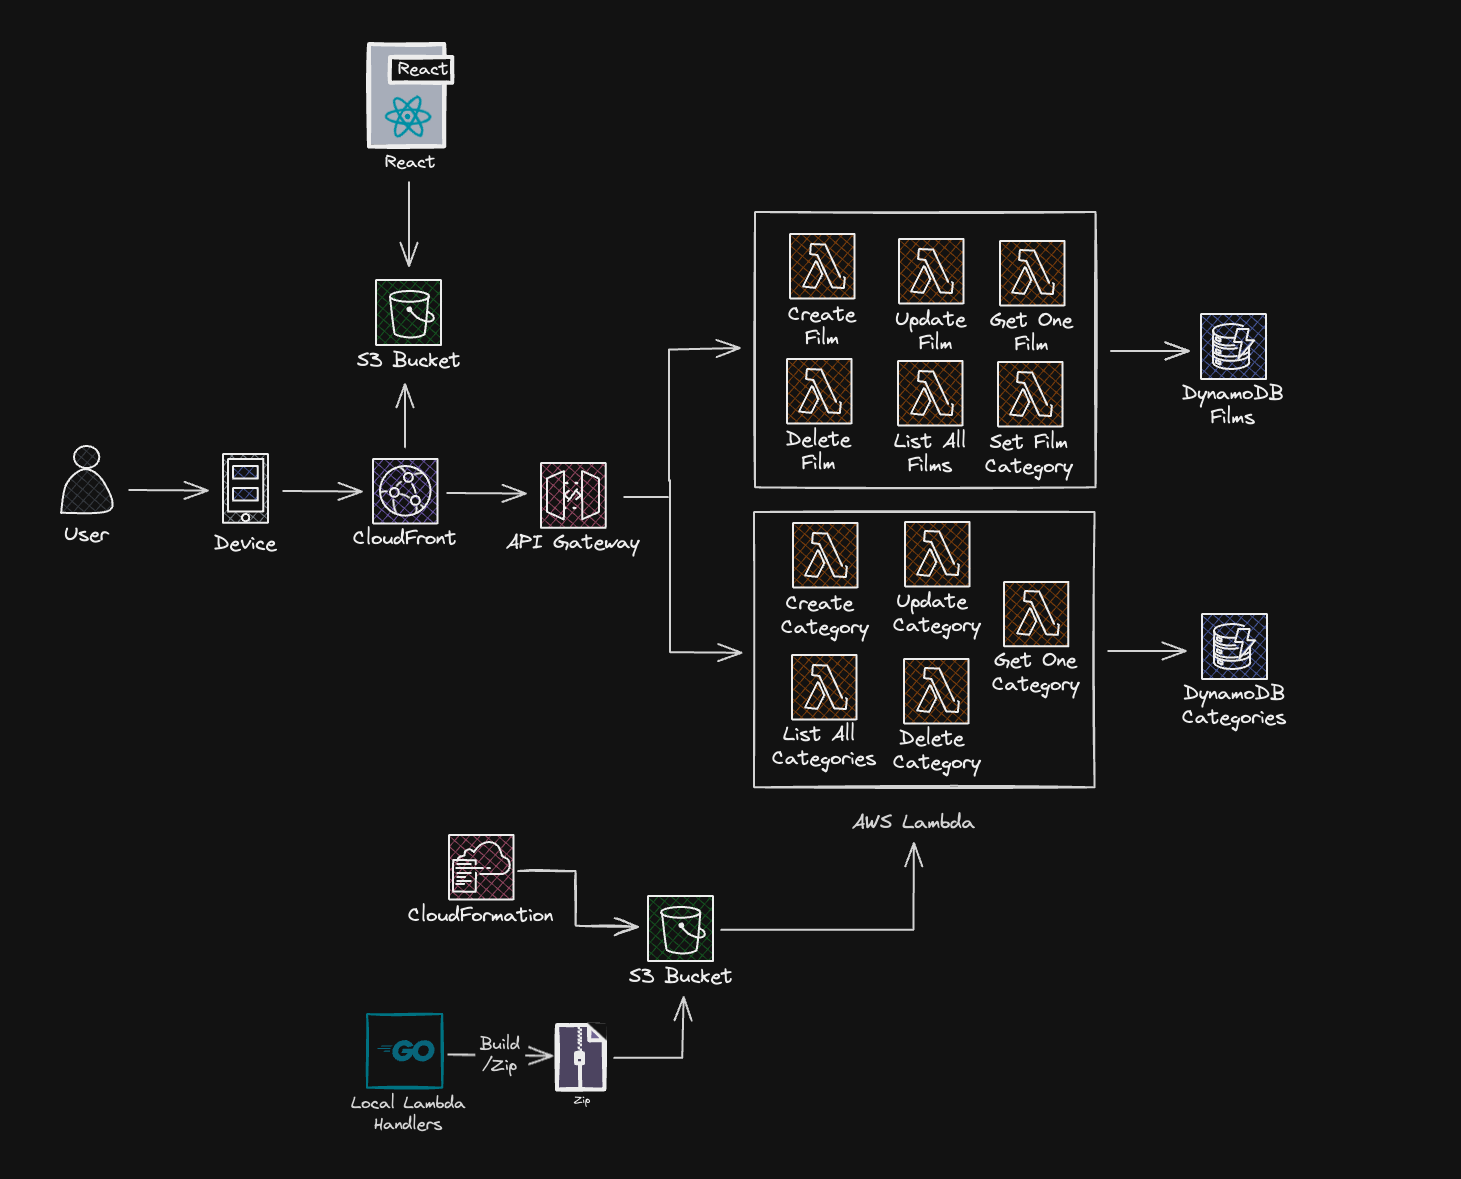 React
React
S3 Bucket
User
Device
CloudFront
API Gateway
Create
Film
Update
Film
Get One
Film
Delete
Film
List All
Films
Set Film
Category
DynamoDB
Films
Create
Category
Update
Category
Get One
Category
List All
Categories
Delete
Category
DynamoDB
Categories
AWS Lambda
CloudFormation
S3 Bucket
GO
Build
/Zip
Zip
Local Lambda
Handlers